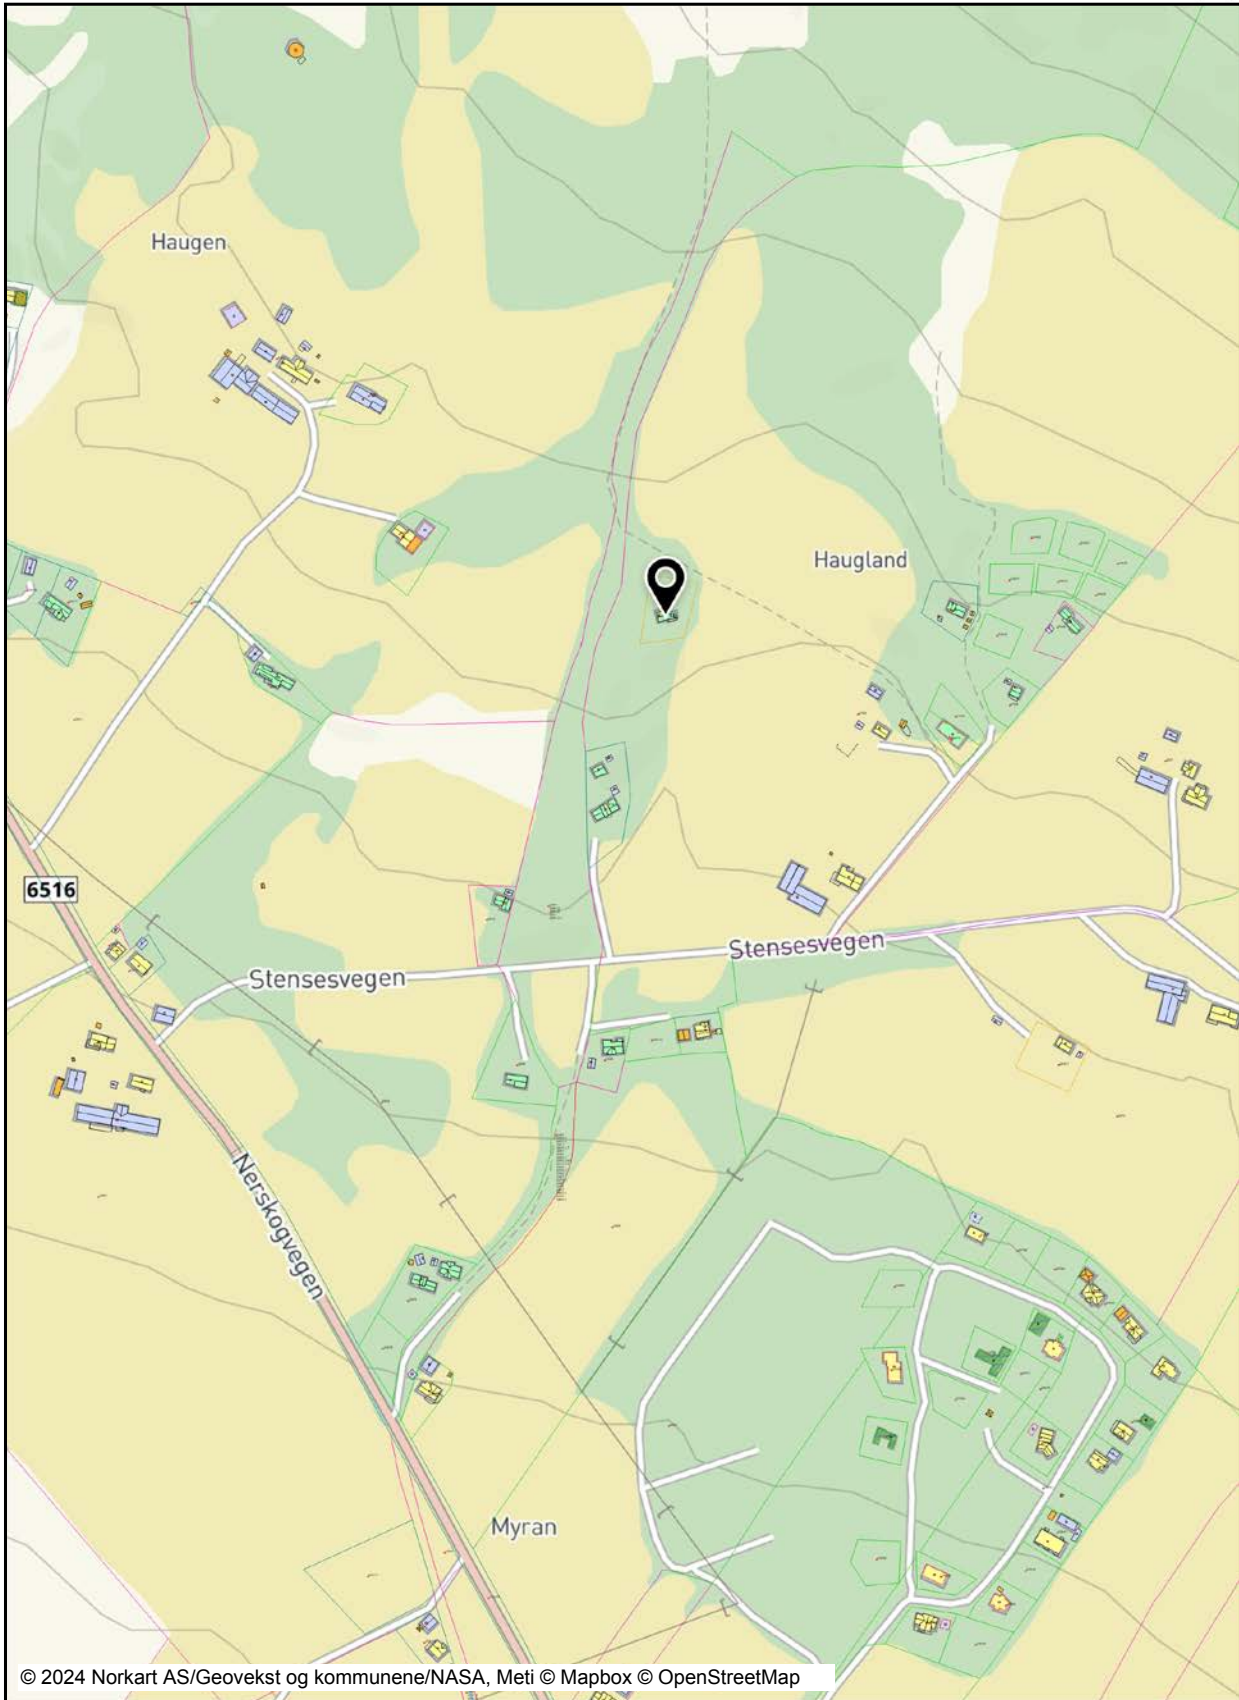 Haugen
Haugland
6516
Stensesvegen
Stensesvegen
Nerskogvegen
Myran
© 2024 Norkart AS/Geovekst og kommunene/NASA, Meti © Mapbox © OpenStreetMap